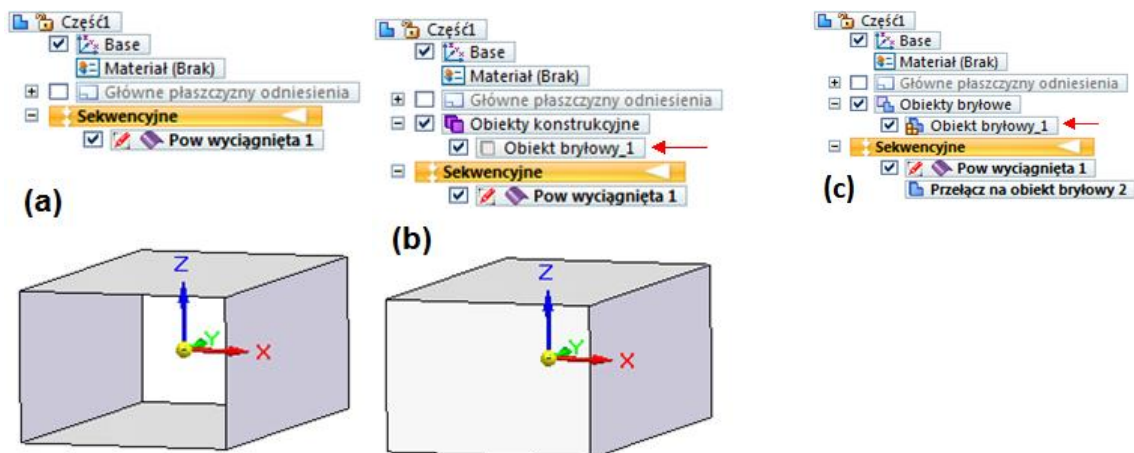 Część1
Base
Materiał (Brak)
Główne płaszczyzny odniesienia
Sekwencyjne
Pow wyciągnięta 1
(a)
Z
Y
X
Część1
Base
Materiał (Brak)
Główne płaszczyzny odniesienia
Obiekty konstrukcyjne
Obiekt bryłowy_1
Sekwencyjne
Pow wyciągnięta 1
(b)
Z
Y
X
Część1
Base
Materiał (Brak)
Główne płaszczyzny odniesienia
Obiekty bryłowe
Obiekt bryłowy_1
Sekwencyjne
Pow wyciągnięta 1
Przełącz na obiekt bryłowy 2
(c)